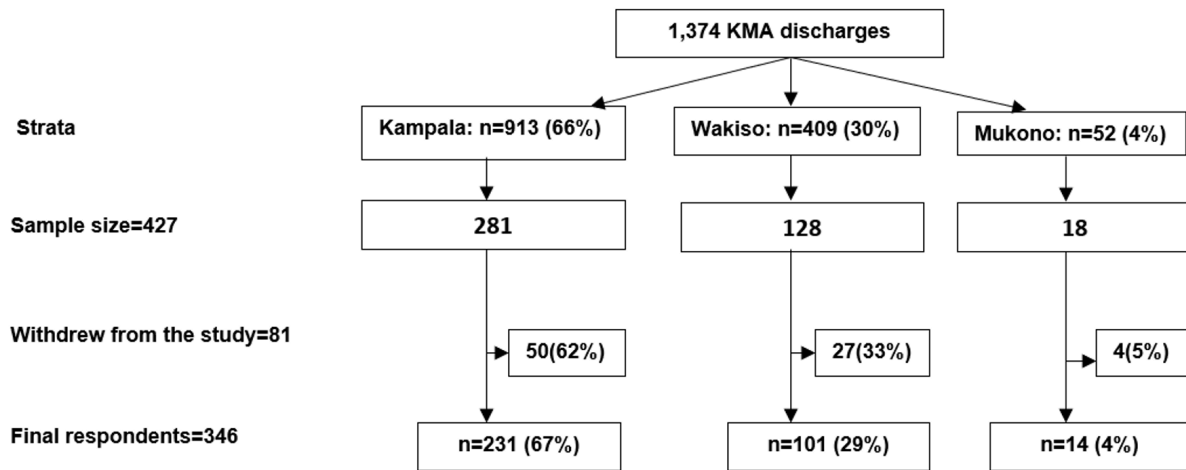 1,374 KMA discharges
Strata
Kampala: n=913 (66%)
Wakiso: n=409 (30%)
Mukono: n=52 (4%)
Sample size=427
281
128
18
Withdrew from the study=81
50(62%)
27(33%)
4(5%)
Final respondents=346
n=231 (67%)
n=101 (29%)
n=14 (4%)